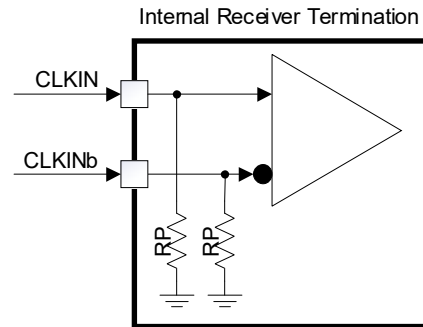 Internal Receiver Termination
CLKIN
CLKINb
RP
RP